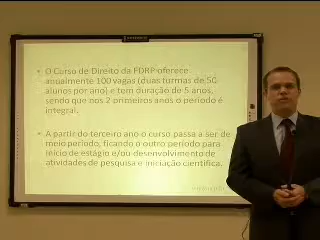 • O Curso de Direito da FDRP oferece
anualmente 100 vagas (duas turmas de 50
alunos por ano) e tem duração de 5 anos,
sendo que nos 2 primeiros anos o período é
integral.
• A partir do terceiro ano o curso passa a ser de
meio período, ficando o outro período para
início de estágio e/ou desenvolvimento de
atividades de pesquisa e iniciação científica.